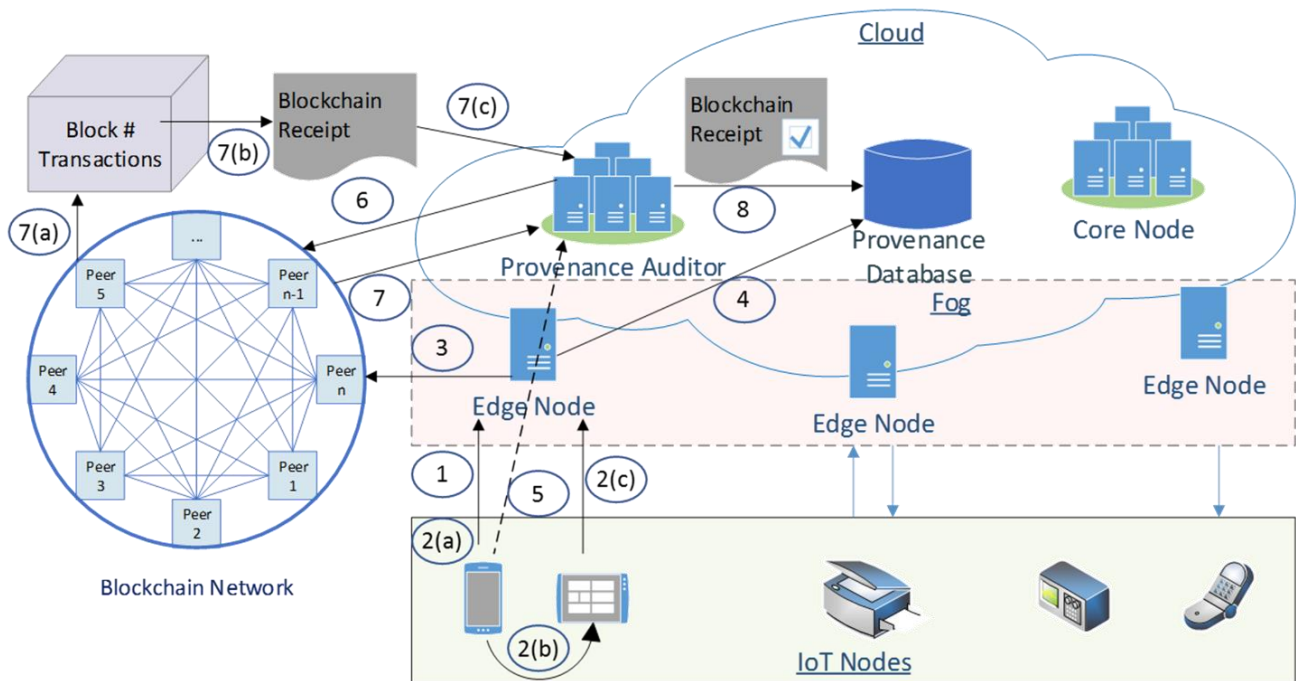 Cloud
Block #
Transactions
7(b)
Blockchain
Receipt
7(c)
Blockchain
Receipt
6
8
7(a)
...
Peer
5
Peer
n-1
Peer
4
Peer
n
Peer
3
Peer
1
Peer
2
Blockchain Network
7
Provenance Auditor
Provenance
Database
Core Node
4
Fog
3
Edge Node
Edge Node
Edge Node
1
5
2(c)
2(a)
2(b)
IoT Nodes